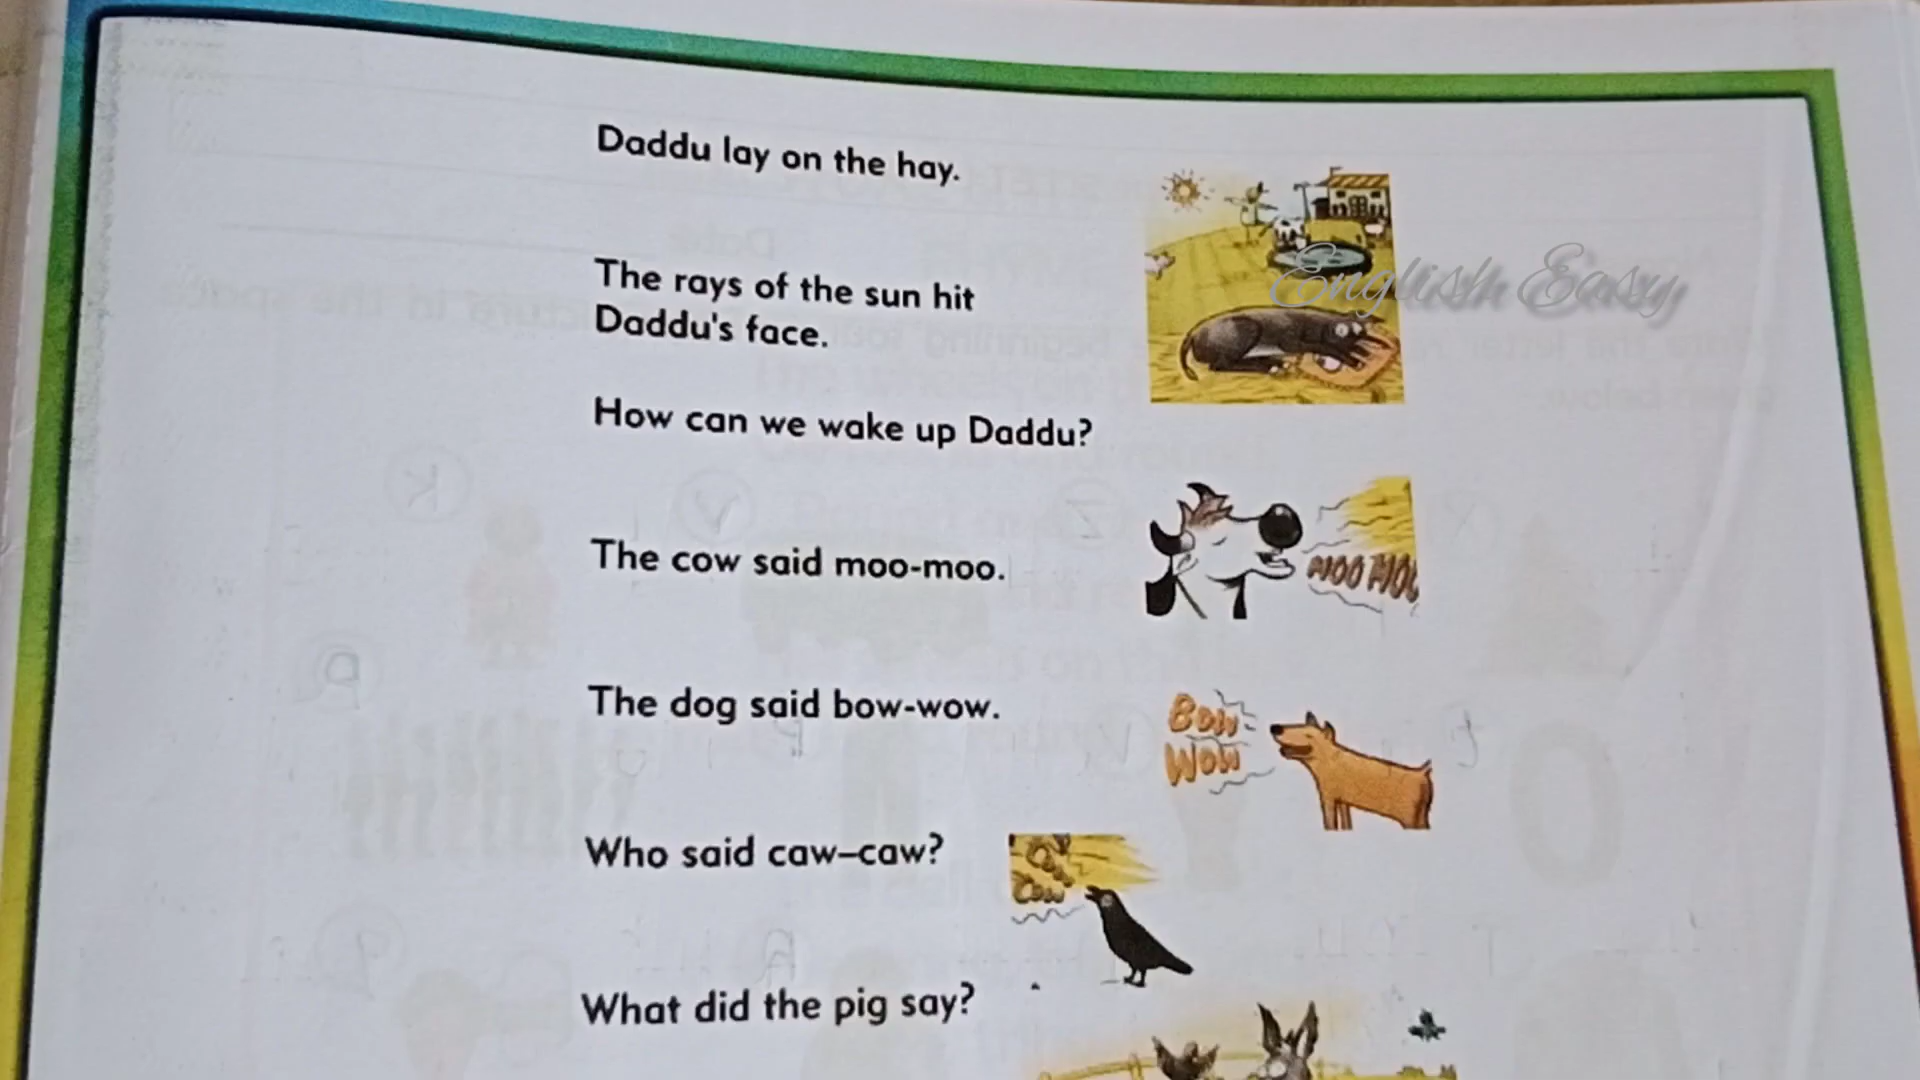 Daddu lay on the hay.
The rays of the sun hit
Daddu's face.
English Easy
How can we wake up Daddu?
The cow said moo-moo.
MOO MOO
The dog said bow-wow.
Bow
Wow
Who said caw–caw?
What did the pig say?